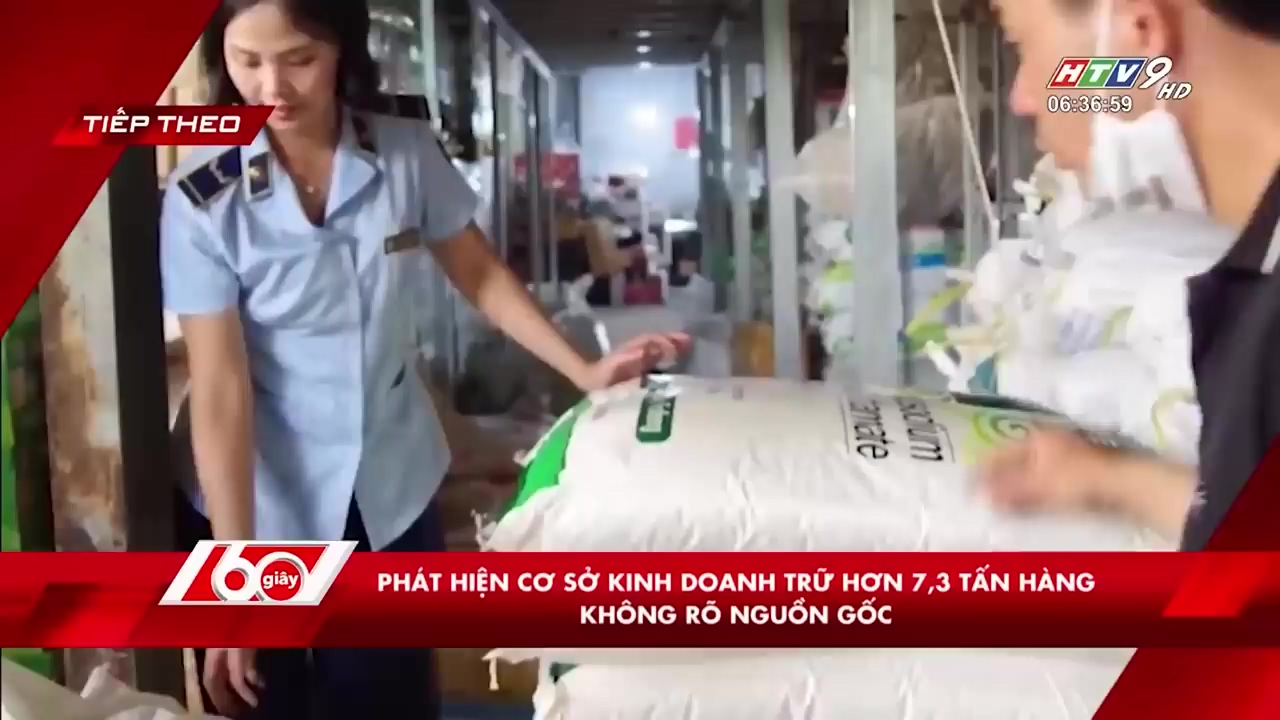 HTV9
HD
06:36:59
TIẾP THEO
60 giây
PHÁT HIỆN CƠ SỞ KINH DOANH TRỮ HƠN 7,3 TẤN HÀNG
KHÔNG RÕ NGUỒN GỐC